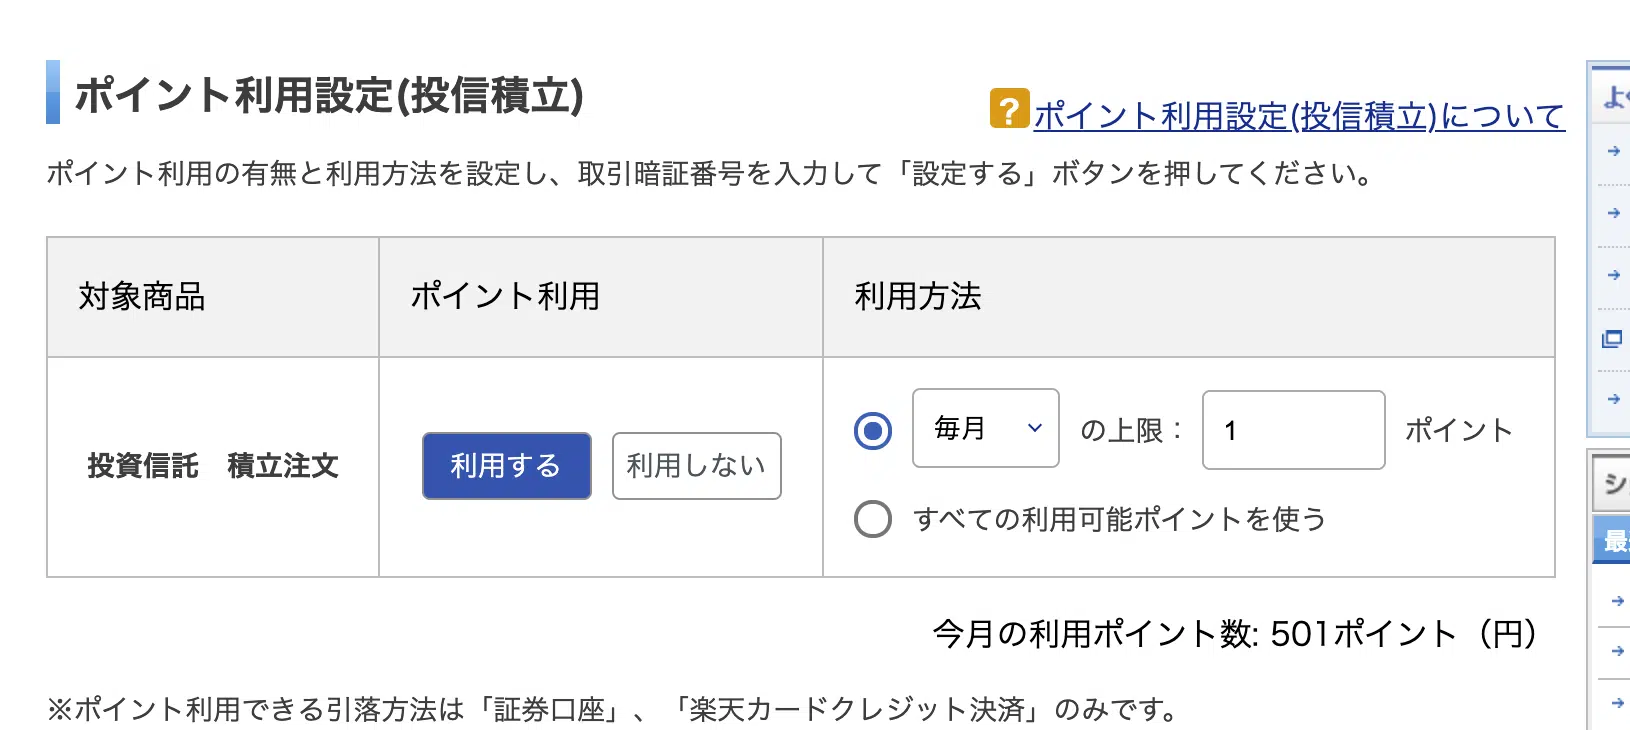 ポイント利用設定(投信積立)
? ポイント利用設定(投信積立)について
ポイント利用の有無と利用方法を設定し、取引暗証番号を入力して「設定する」ボタンを押してください。
対象商品 ポイント利用 利用方法
投資信託 積立注文 利用する 利用しない
毎月 の上限： 1 ポイント
すべての利用可能ポイントを使う
今月の利用ポイント数: 501ポイント（円）
※ポイント利用できる引落方法は「証券口座」、「楽天カードクレジット決済」のみです。